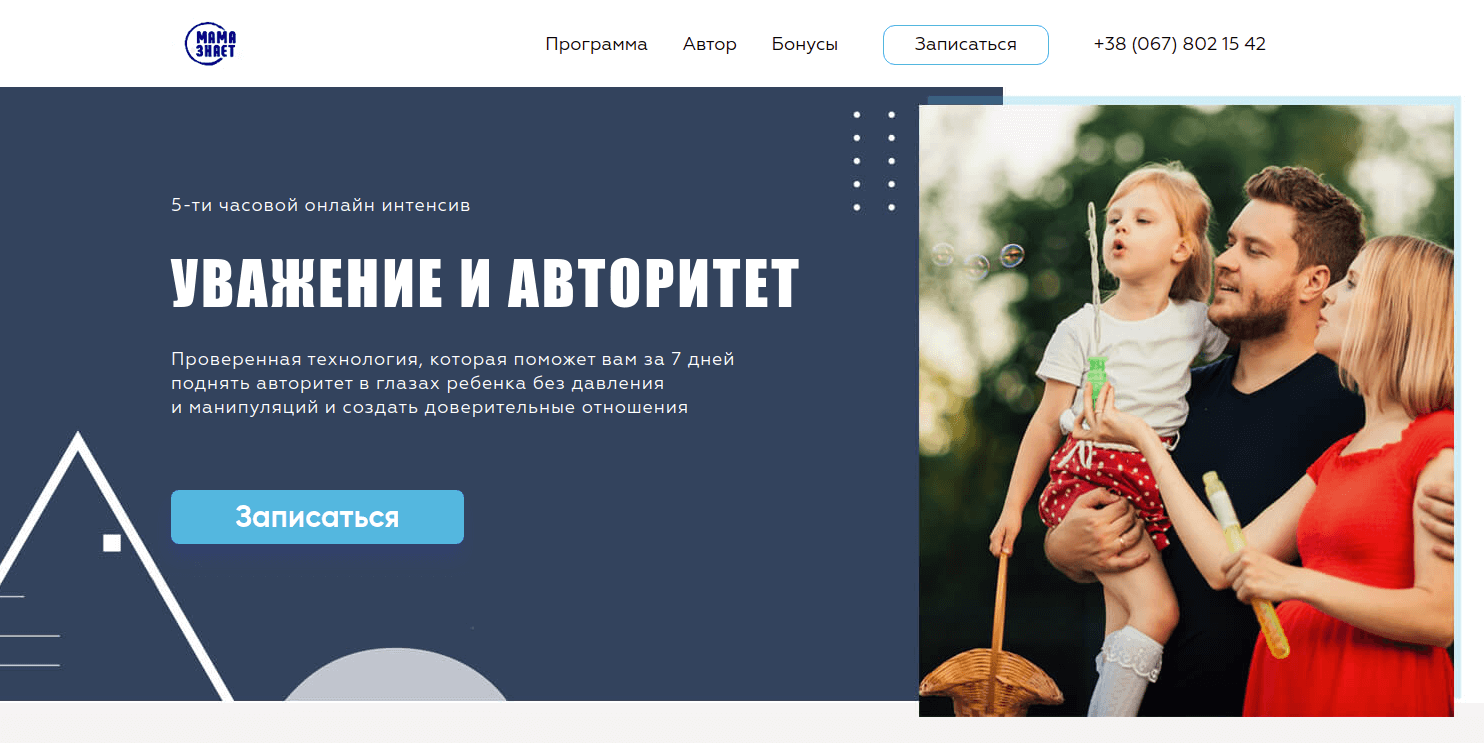 МАМА
ЗНАЕТ
Программа
Автор
Бонусы
Записаться
+38 (067) 802 15 42
5-ти часовой онлайн интенсив
УВАЖЕНИЕ И АВТОРИТЕТ
Проверенная технология, которая поможет вам за 7 дней
поднять авторитет в глазах ребенка без давления
и манипуляций и создать доверительные отношения
Записаться